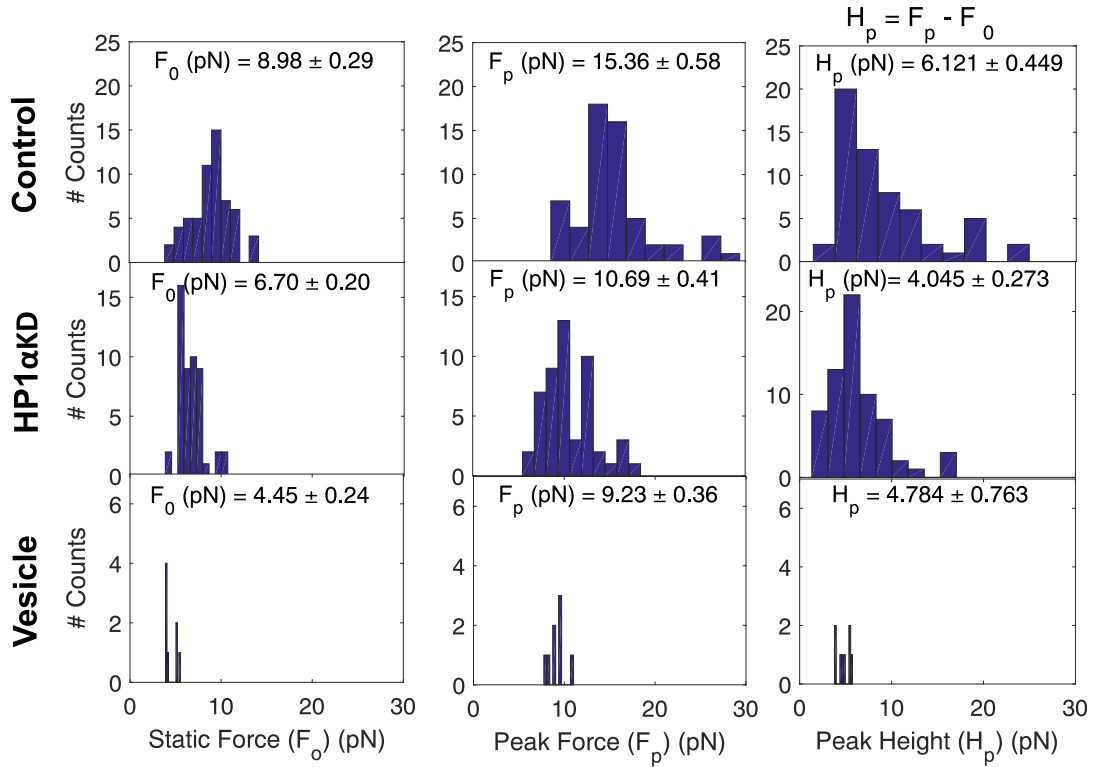 H_p = F_p - F_0
Control
# Counts
25
20
15
10
5
0
F_0 (pN) = 8.98 ± 0.29
25
20
15
10
5
0
F_p (pN) = 15.36 ± 0.58
25
20
15
10
5
0
H_p (pN) = 6.121 ± 0.449
HP1αKD
# Counts
15
10
5
0
F_0 (pN) = 6.70 ± 0.20
15
10
5
0
F_p (pN) = 10.69 ± 0.41
20
10
0
H_p (pN)= 4.045 ± 0.273
Vesicle
# Counts
6
4
2
0
F_0 (pN) = 4.45 ± 0.24
6
4
2
0
F_p (pN) = 9.23 ± 0.36
6
4
2
0
H_p = 4.784 ± 0.763
0 10 20 30
0 10 20 30
0 10 20 30
Static Force (F_o) (pN)
Peak Force (F_p) (pN)
Peak Height (H_p) (pN)